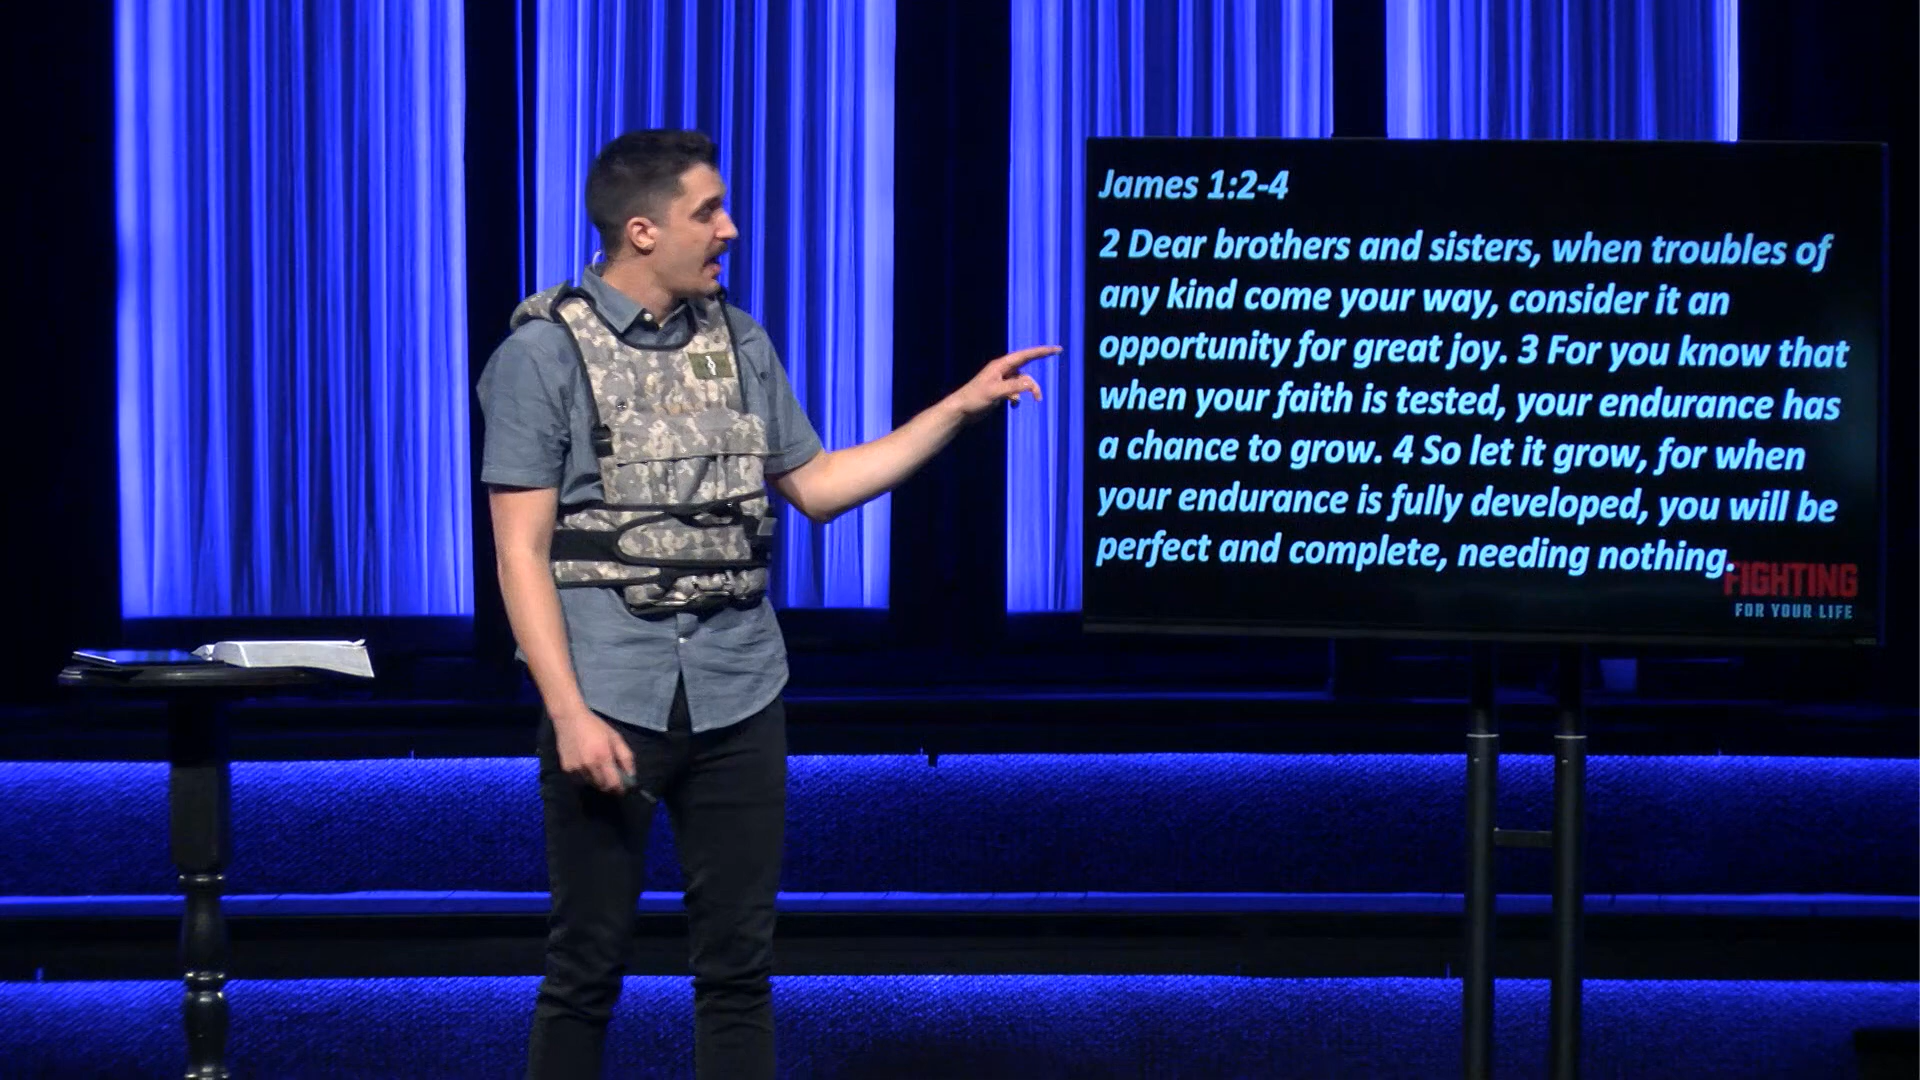 James 1:2-4
2 Dear brothers and sisters, when troubles of
any kind come your way, consider it an
opportunity for great joy. 3 For you know that
when your faith is tested, your endurance has
a chance to grow. 4 So let it grow, for when
your endurance is fully developed, you will be
perfect and complete, needing nothing.
FIGHTING
FOR YOUR LIFE